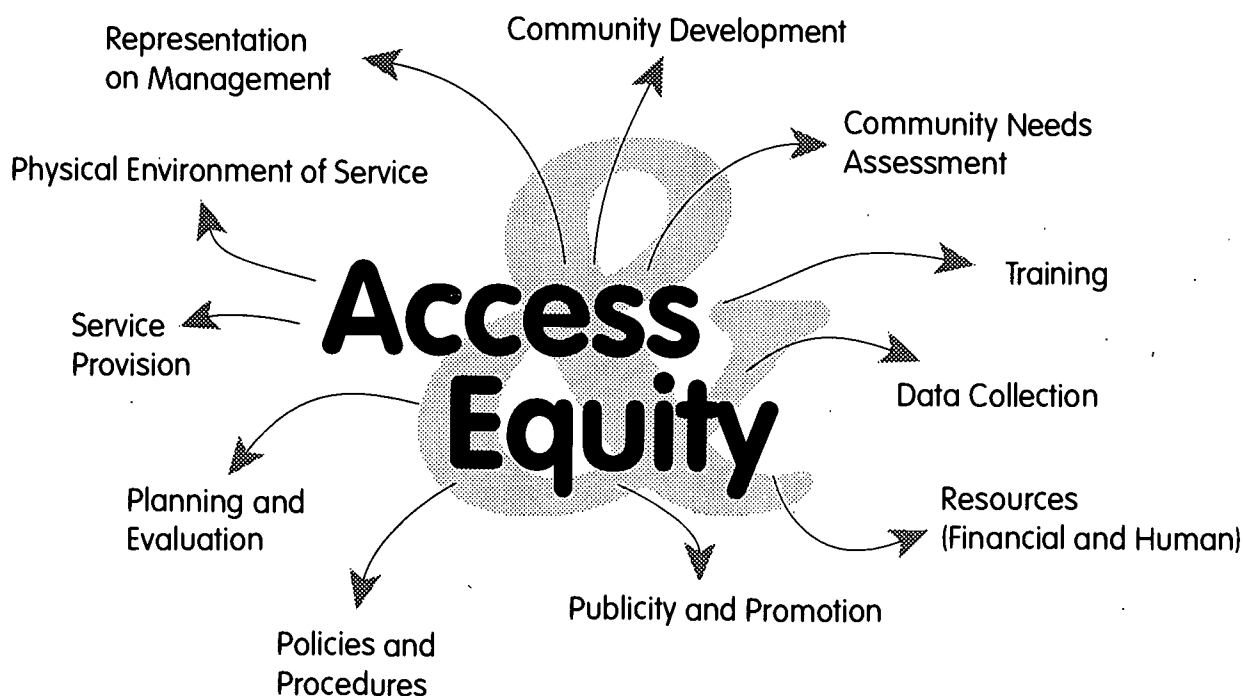 Community Development
Representation
on Management
Community Needs
Assessment
Physical Environment of Service
Training
Service
Provision
&
Access
Equity
Data Collection
Planning and
Evaluation
Resources
(Financial and Human)
Publicity and Promotion
Policies and
Procedures